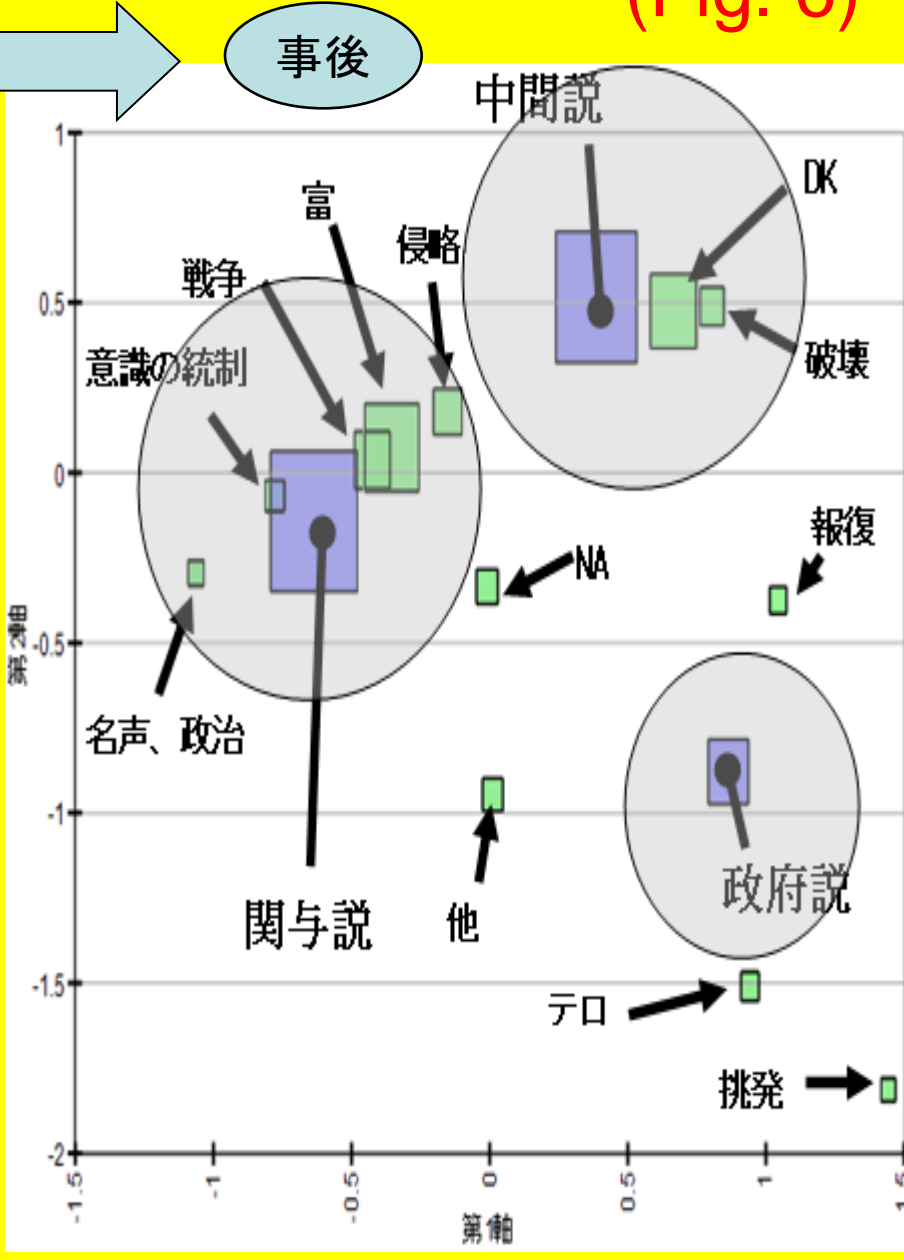 (Fig. 6)
事後
中間説
DK
富
侵略
戦争
破壊
意識の統制
報復
NA
名声、政治
政府説
関与説
他
テロ
挑発
1
0.5
0
-0.5
-1
-1.5
-2
第2軸
-1.5
-1
-0.5
0
0.5
1
1.5
第1軸